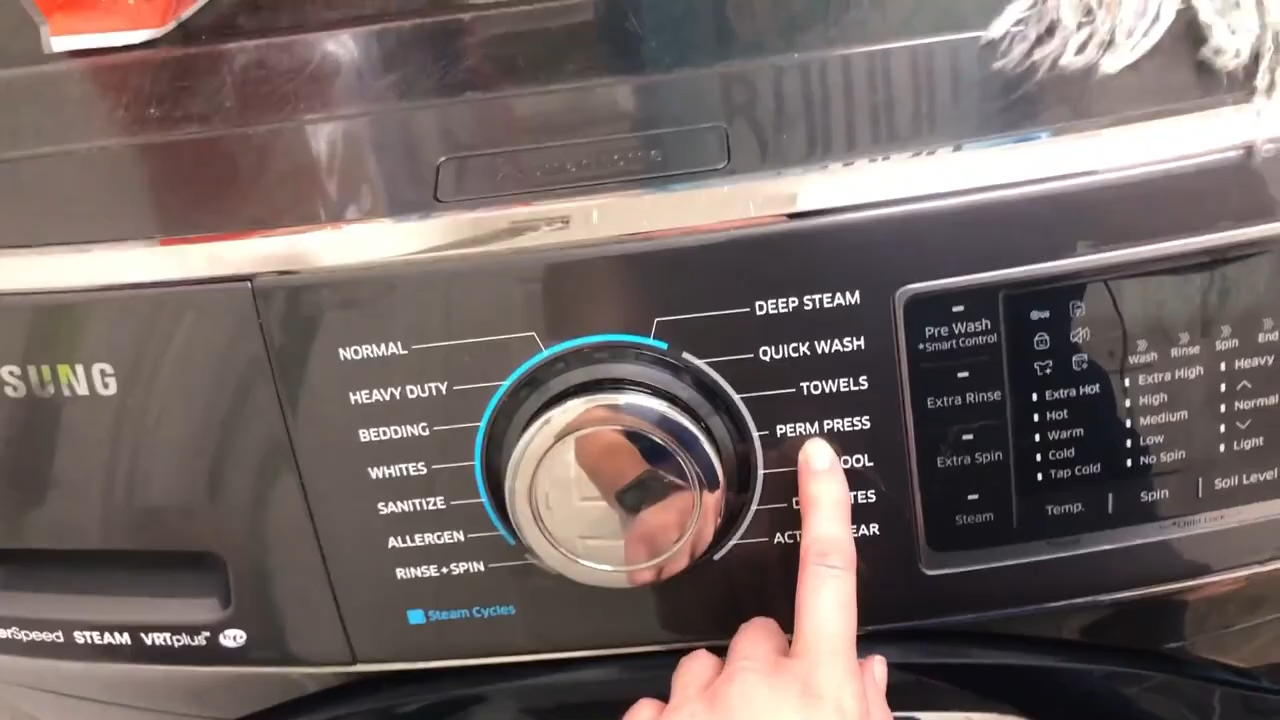 SUNG
NORMAL
HEAVY DUTY
BEDDING
WHITES
SANITIZE
ALLERGEN
RINSE+SPIN
Steam Cycles
DEEP STEAM
QUICK WASH
TOWELS
PERM PRESS
OOL
D TES
ACT EAR
Pre Wash
*Smart Control
Extra Rinse
Extra Spin
Steam
Extra Hot
Hot
Warm
Cold
Tap Cold
Temp.
Wash Rinse Spin End
Extra High
High
Medium
Low
No Spin
Spin
Heavy
Normal
Light
Soil Level
Child Lock
erSpeed STEAM VRTplus